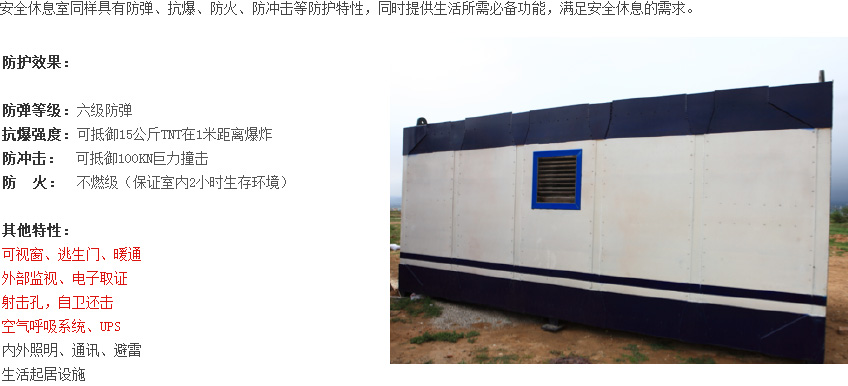 安全休息室同样具有防弹、抗爆、防火、防冲击等防护特性，同时提供生活所需必备功能，满足安全休息的需求。
防护效果：
防弹等级：六级防弹
抗爆强度：可抵御15公斤TNT在1米距离爆炸
防冲击： 可抵御100KN巨力撞击
防 火： 不燃级（保证室内2小时生存环境）
其他特性：
可视窗、逃生门、暖通
外部监视、电子取证
射击孔，自卫还击
空气呼吸系统、UPS
内外照明、通讯、避雷
生活起居设施